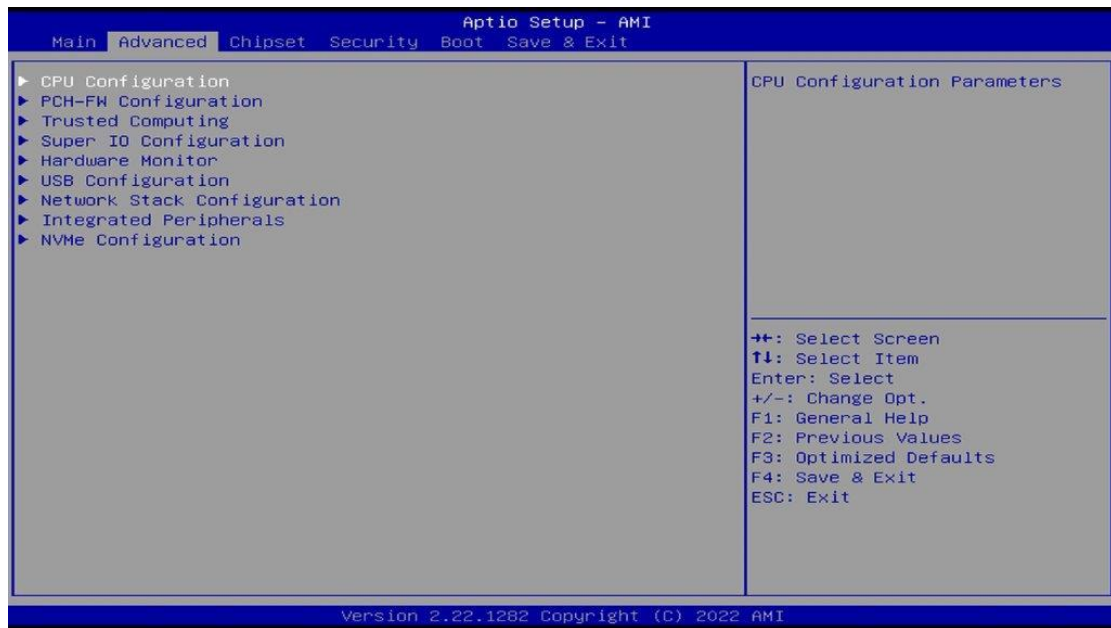 Aptio Setup – AMI
Main Advanced Chipset Security Boot Save & Exit
▶ CPU Configuration
▶ PCH-FW Configuration
▶ Trusted Computing
▶ Super IO Configuration
▶ Hardware Monitor
▶ USB Configuration
▶ Network Stack Configuration
▶ Integrated Peripherals
▶ NVMe Configuration
CPU Configuration Parameters
→←: Select Screen
↑↓: Select Item
Enter: Select
+/-: Change Opt.
F1: General Help
F2: Previous Values
F3: Optimized Defaults
F4: Save & Exit
ESC: Exit
Version 2.22.1282 Copyright (C) 2022 AMI